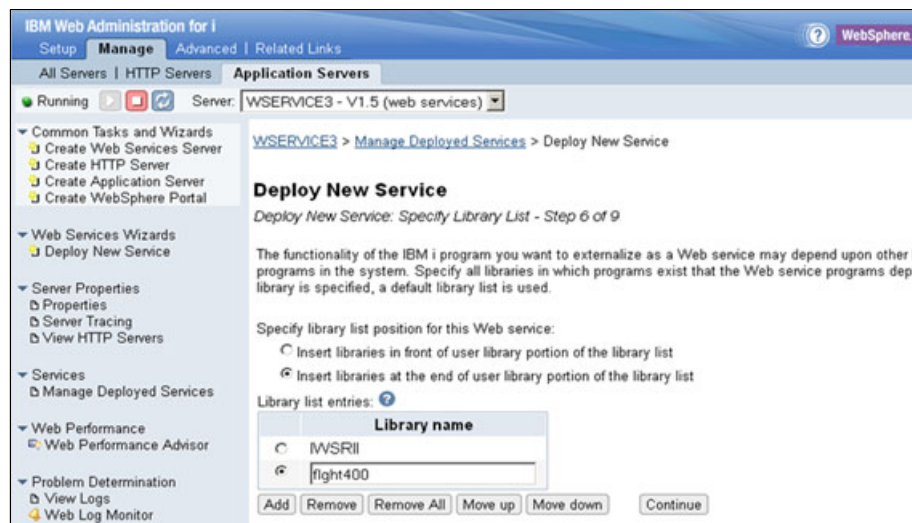 IBM Web Administration for i
Setup Manage Advanced | Related Links
WebSphere.
All Servers | HTTP Servers Application Servers
Running Server: WSERVICE3 - V1.5 (web services)
Common Tasks and Wizards
Create Web Services Server
Create HTTP Server
Create Application Server
Create WebSphere Portal
Web Services Wizards
Deploy New Service
Server Properties
Properties
Server Tracing
View HTTP Servers
Services
Manage Deployed Services
Web Performance
Web Performance Advisor
Problem Determination
View Logs
Web Log Monitor
WSERVICE3 > Manage Deployed Services > Deploy New Service
Deploy New Service
Deploy New Service: Specify Library List - Step 6 of 9
The functionality of the IBM i program you want to externalize as a Web service may depend upon other
programs in the system. Specify all libraries in which programs exist that the Web service programs dep
library is specified, a default library list is used.
Specify library list position for this Web service:
Insert libraries in front of user library portion of the library list
Insert libraries at the end of user library portion of the library list
Library list entries: ?
Library name
IWSRII
flght400
Add Remove Remove All Move up Move down Continue